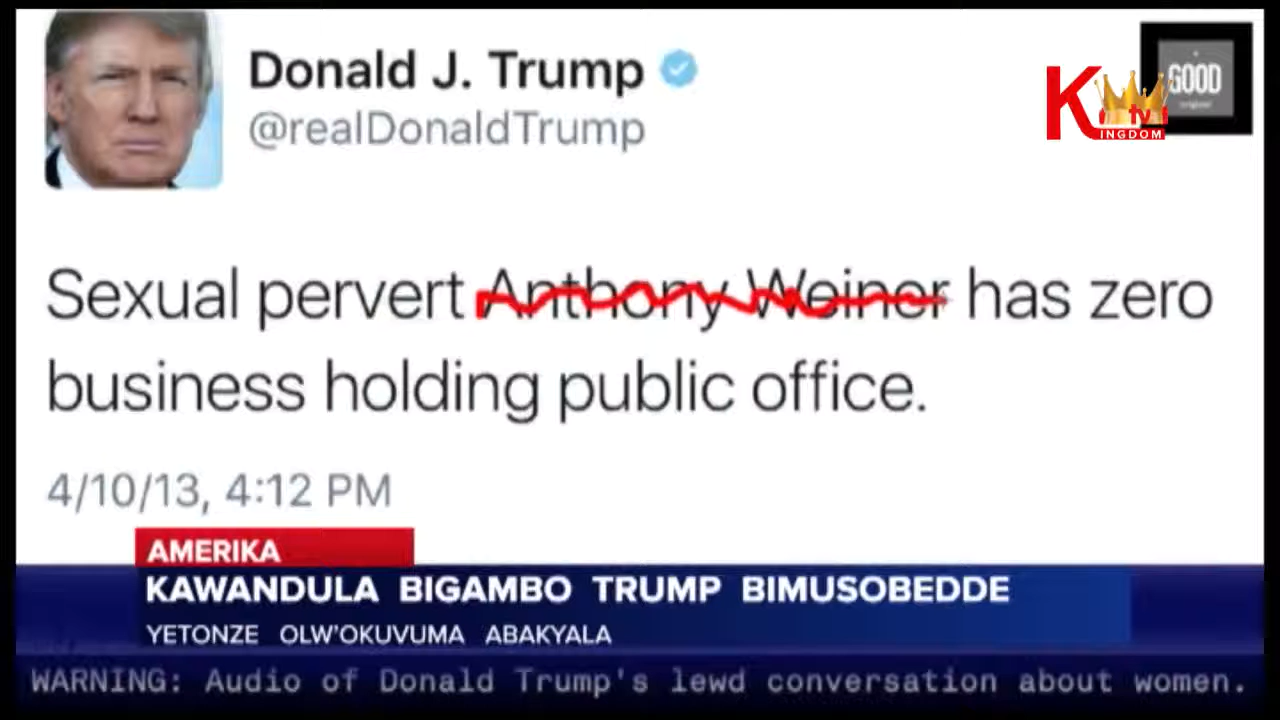 Donald J. Trump
@realDonaldTrump
GOOD
K tv
INGDOM
Sexual pervert Anthony Weiner has zero
business holding public office.
4/10/13, 4:12 PM
AMERIKA
KAWANDULA BIGAMBO TRUMP BIMUSOBEDDE
YETONZE OLW'OKUVUMA ABAKYALA
WARNING: Audio of Donald Trump's lewd conversation about women.